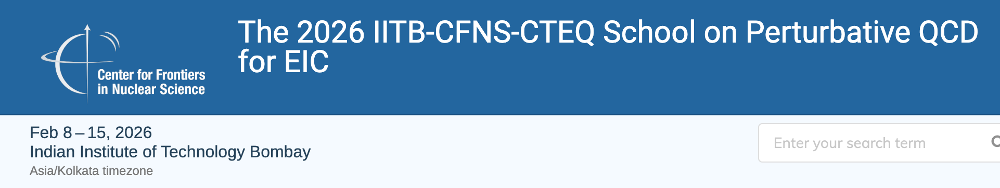 The 2026 IITB-CFNS-CTEQ School on Perturbative QCD
for EIC
Center for Frontiers
in Nuclear Science
Feb 8 – 15, 2026
Indian Institute of Technology Bombay
Asia/Kolkata timezone
Enter your search term